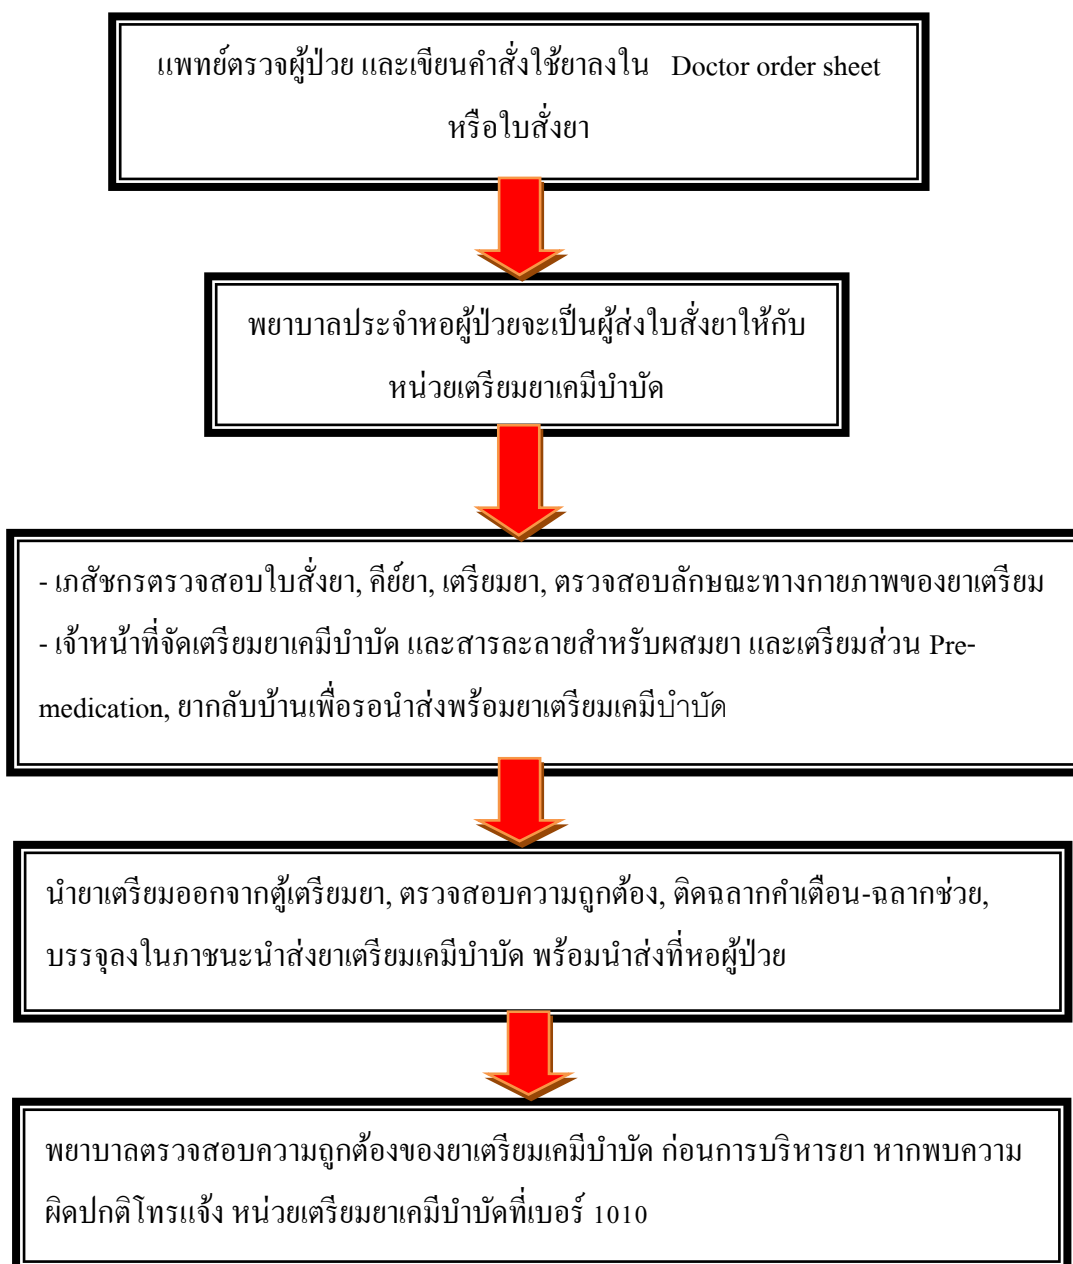 แพทย์ตรวจผู้ป่วย และเขียนคำสั่งใช้ยาลงใน Doctor order sheet
หรือใบสั่งยา
พยาบาลประจำหอผู้ป่วยจะเป็นผู้ส่งใบสั่งยาให้กับ
หน่วยเตรียมยาเคมีบำบัด
- เภสัชกรตรวจสอบใบสั่งยา, คีย์ยา, เตรียมยา, ตรวจสอบลักษณะทางกายภาพของยาเตรียม
- เจ้าหน้าที่จัดเตรียมยาเคมีบำบัด และสารละลายสำหรับผสมยา และเตรียมส่วน Pre-
medication, ยากลับบ้านเพื่อรอนำส่งพร้อมยาเตรียมเคมีบำบัด
นำยาเตรียมออกจากตู้เตรียมยา, ตรวจสอบความถูกต้อง, ติดฉลากคำเตือน-ฉลากช่วย,
บรรจุลงในภาชนะนำส่งยาเตรียมเคมีบำบัด พร้อมนำส่งที่หอผู้ป่วย
พยาบาลตรวจสอบความถูกต้องของยาเตรียมเคมีบำบัด ก่อนการบริหารยา หากพบความ
ผิดปกติโทรแจ้ง หน่วยเตรียมยาเคมีบำบัดที่เบอร์ 1010